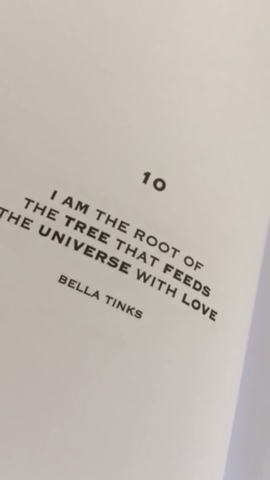 10
I AM THE ROOT OF
THE TREE THAT FEEDS
THE UNIVERSE WITH LOVE
BELLA TINKS